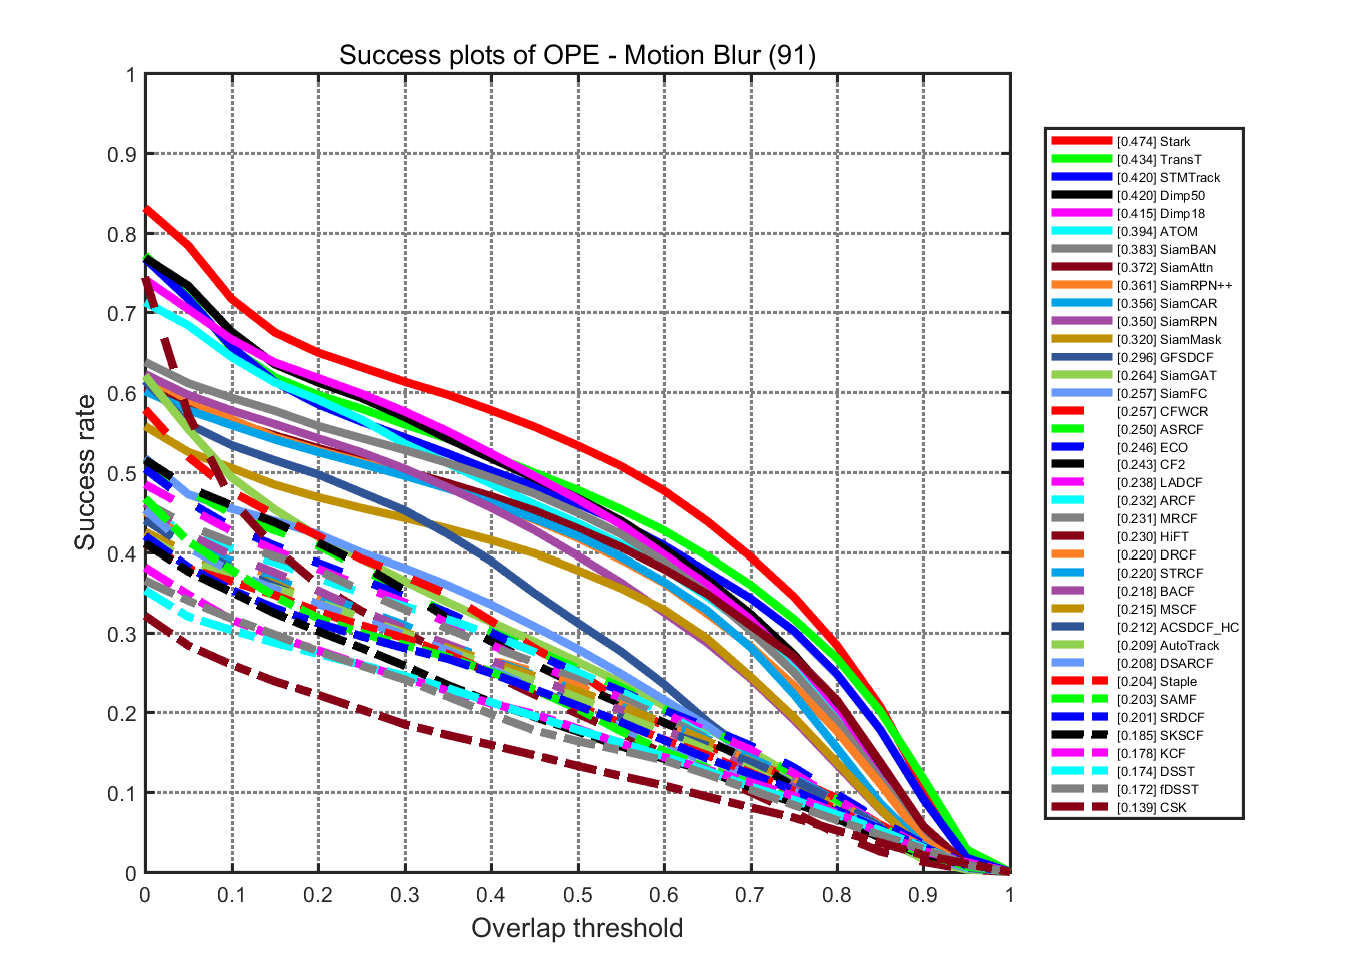 Success plots of OPE - Motion Blur (91)
1
0.9
0.8
0.7
0.6
0.5
0.4
0.3
0.2
0.1
0
Success rate
0 0.1 0.2 0.3 0.4 0.5 0.6 0.7 0.8 0.9 1
Overlap threshold
[0.474] Stark
[0.434] TransT
[0.420] STMTrack
[0.420] Dimp50
[0.415] Dimp18
[0.394] ATOM
[0.383] SiamBAN
[0.372] SiamAttn
[0.361] SiamRPN++
[0.356] SiamCAR
[0.350] SiamRPN
[0.320] SiamMask
[0.296] GFSDCF
[0.264] SiamGAT
[0.257] SiamFC
[0.257] CFWCR
[0.250] ASRCF
[0.246] ECO
[0.243] CF2
[0.238] LADCF
[0.232] ARCF
[0.231] MRCF
[0.230] HiFT
[0.220] DRCF
[0.220] STRCF
[0.218] BACF
[0.215] MSCF
[0.212] ACSDCF_HC
[0.209] AutoTrack
[0.208] DSARCF
[0.204] Staple
[0.203] SAMF
[0.201] SRDCF
[0.185] SKSCF
[0.178] KCF
[0.174] DSST
[0.172] fDSST
[0.139] CSK